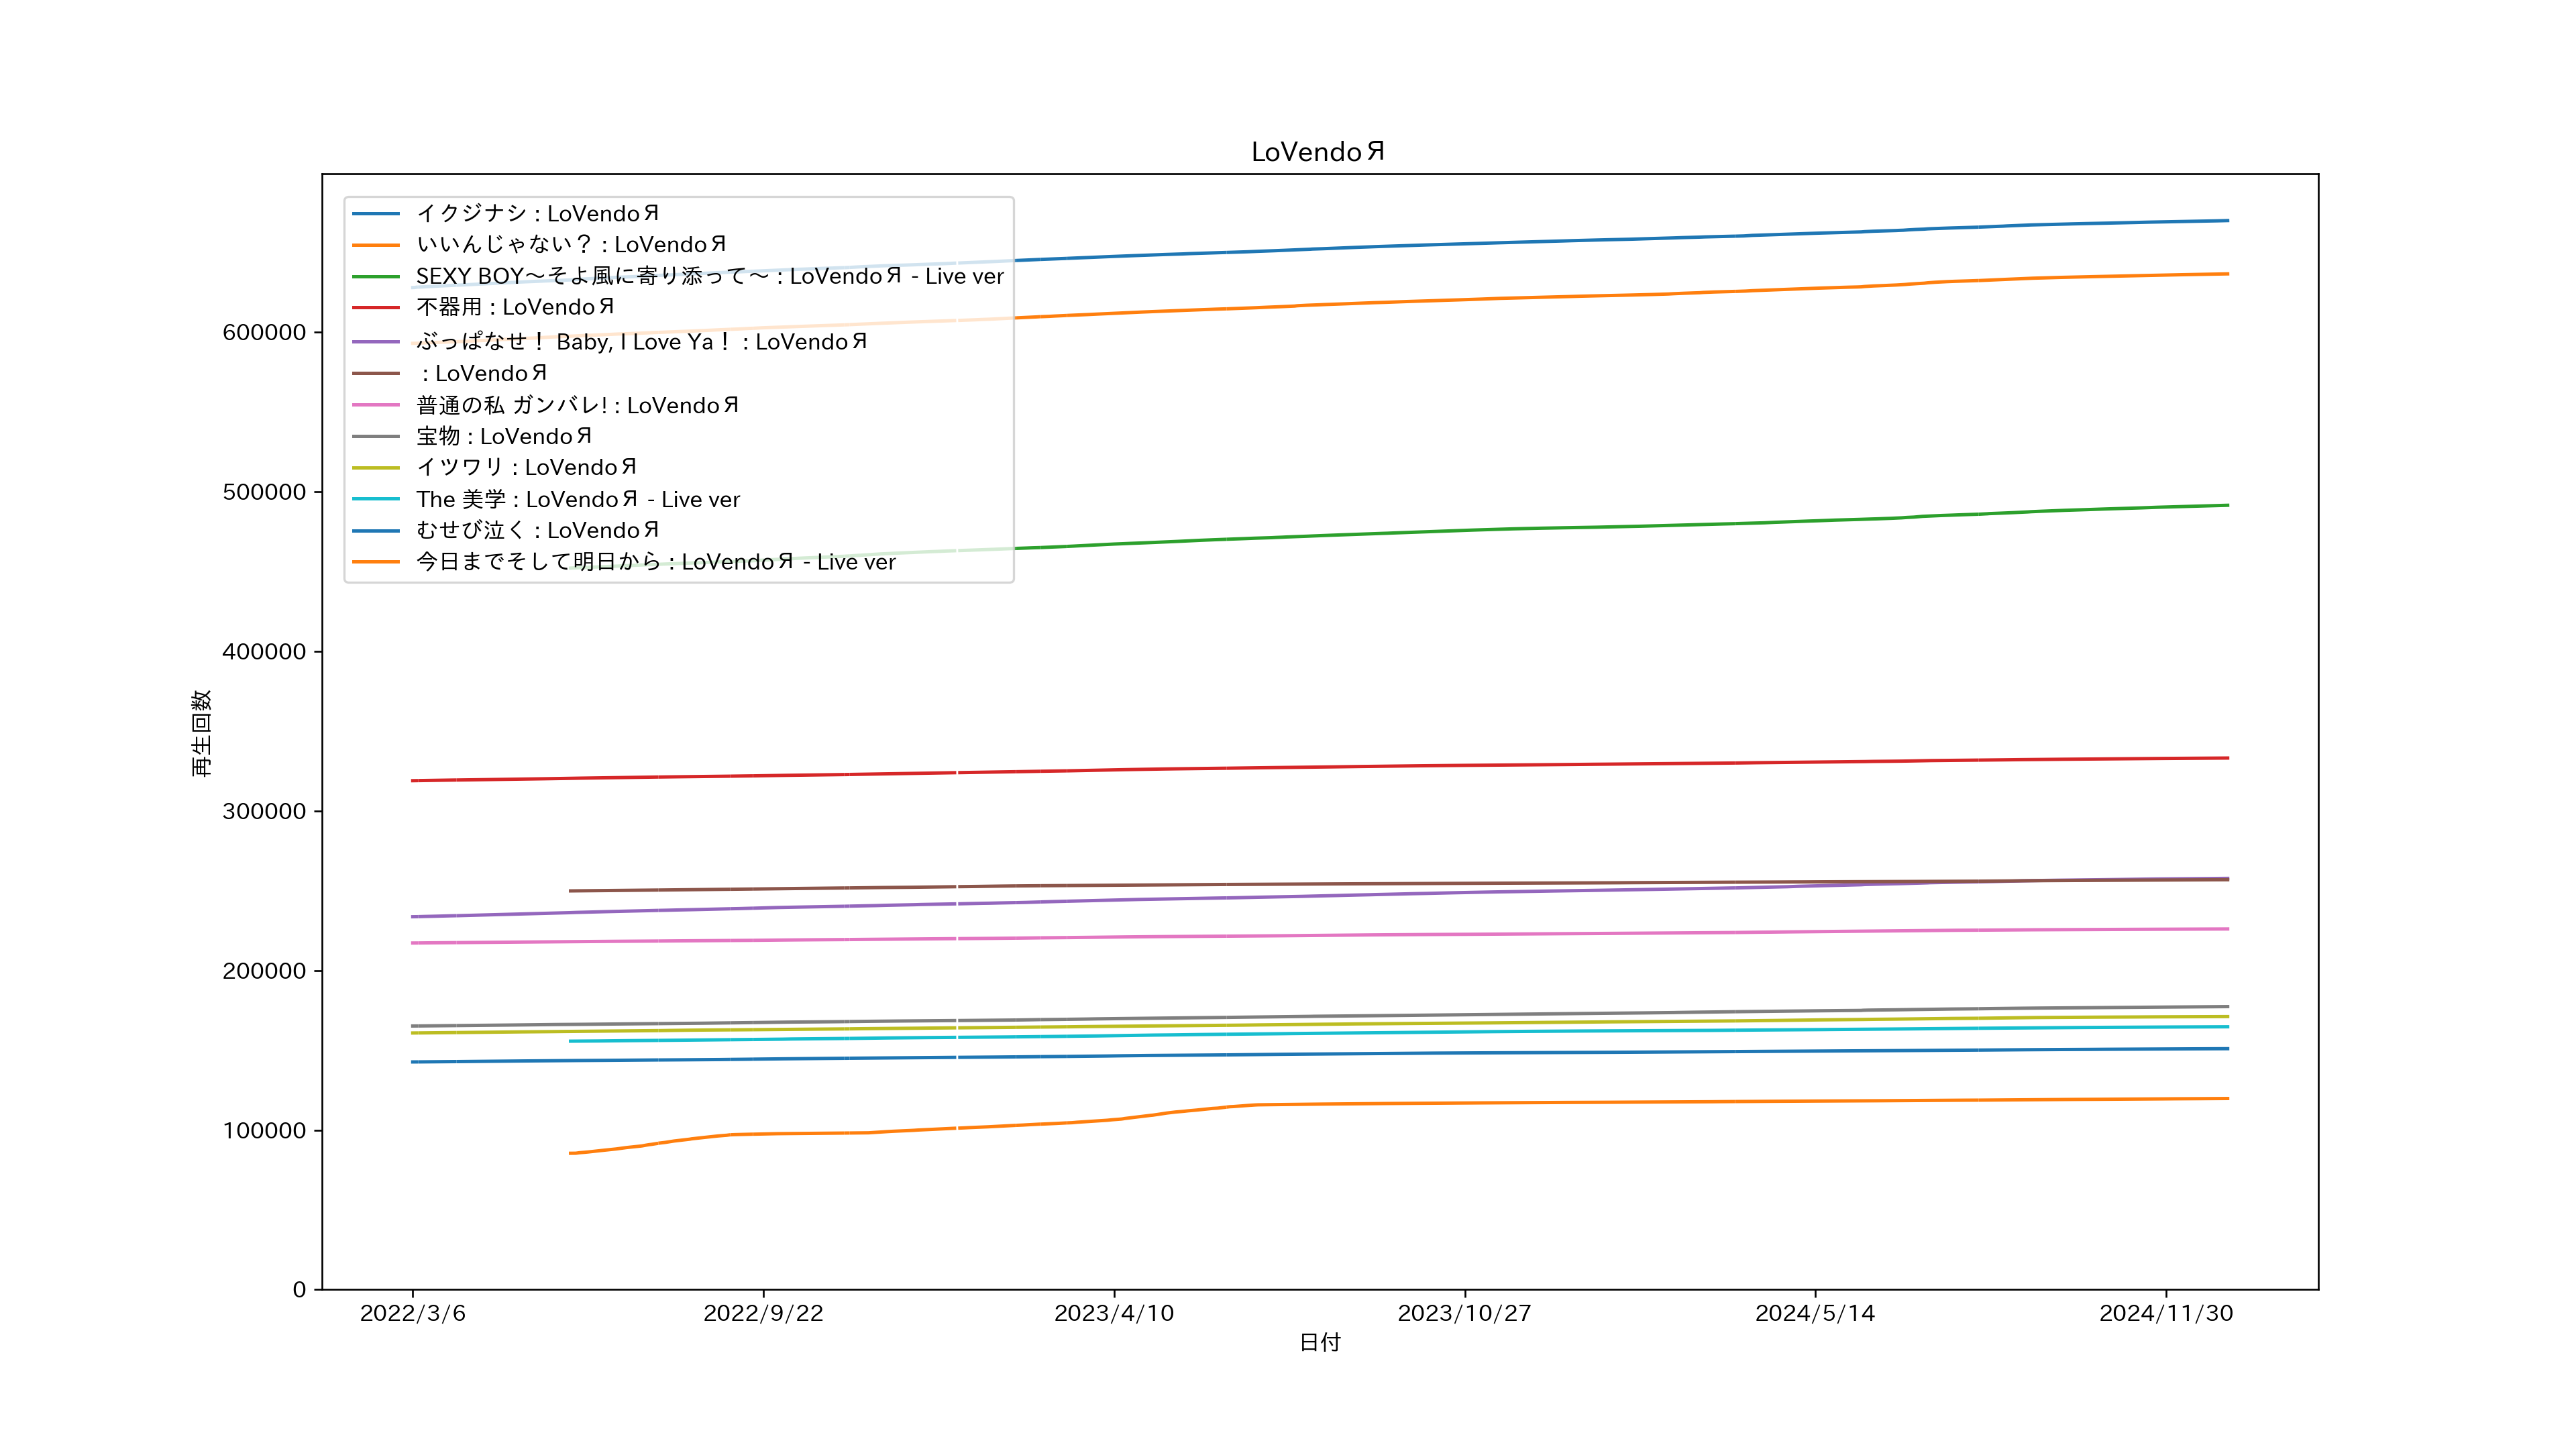 LoVendoЯ
イクジナシ : LoVendoЯ
いいんじゃない？ : LoVendoЯ
SEXY BOY〜そよ風に寄り添って〜 : LoVendoЯ - Live ver
不器用 : LoVendoЯ
ぶっぱなせ！ Baby, I Love Ya！ : LoVendoЯ
: LoVendoЯ
普通の私 ガンバレ! : LoVendoЯ
宝物 : LoVendoЯ
イツワリ : LoVendoЯ
The 美学 : LoVendoЯ - Live ver
むせび泣く : LoVendoЯ
今日までそして明日から : LoVendoЯ - Live ver
600000
500000
400000
300000
200000
100000
0
再生回数
2022/3/6
2022/9/22
2023/4/10
2023/10/27
2024/5/14
2024/11/30
日付